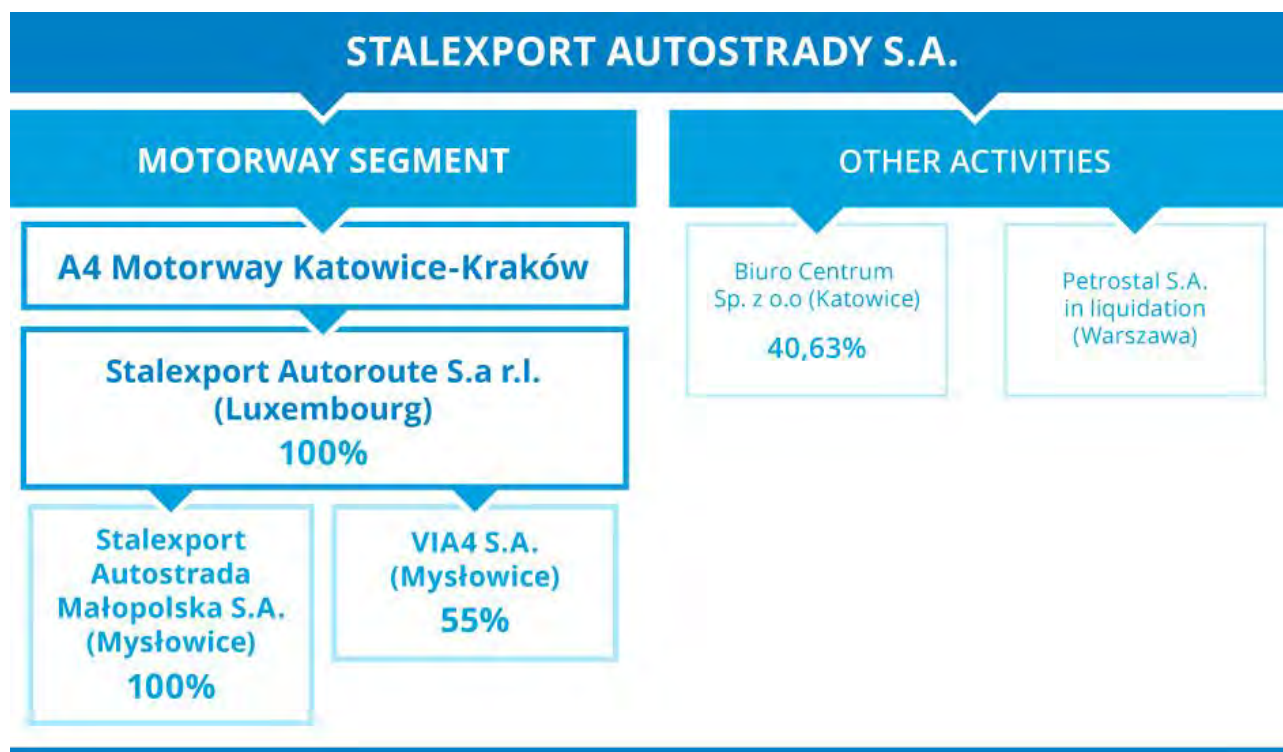 STALEXPORT AUTOSTRADY S.A.
MOTORWAY SEGMENT
A4 Motorway Katowice-Kraków
Stalexport Autoroute S.a r.l.
(Luxembourg)
100%
Stalexport
Autostrada
Małopolska S.A.
(Mysłowice)
100%
VIA4 S.A.
(Mysłowice)
55%
OTHER ACTIVITIES
Biuro Centrum
Sp. z o.o (Katowice)
40,63%
Petrostal S.A.
in liquidation
(Warszawa)